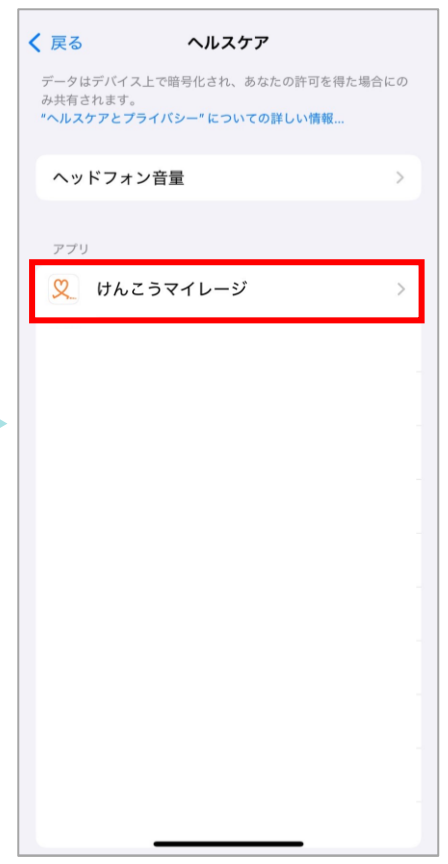 戻る ヘルスケア
データはデバイス上で暗号化され、あなたの許可を得た場合にの
み共有されます。
“ヘルスケアとプライバシー” についての詳しい情報...
ヘッドフォン音量
アプリ
けんこうマイレージ